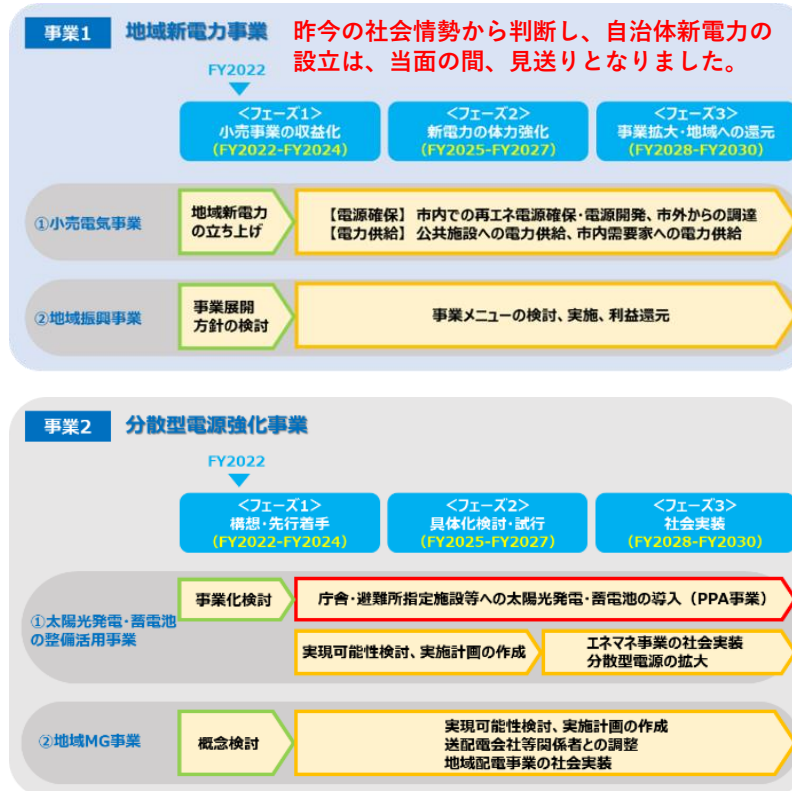 事業1 地域新電力事業
昨今の社会情勢から判断し、自治体新電力の
設立は、当面の間、見送りとなりました。
FY2022
<フェーズ1>
小売事業の収益化
(FY2022-FY2024)
<フェーズ2>
新電力の体力強化
(FY2025-FY2027)
<フェーズ3>
事業拡大・地域への還元
(FY2028-FY2030)
①小売電気事業
地域新電力
の立ち上げ
【電源確保】 市内での再エネ電源確保・電源開発、市外からの調達
【電力供給】 公共施設への電力供給、市内需要家への電力供給
②地域振興事業
事業展開
方針の検討
事業メニューの検討、実施、利益還元
事業2 分散型電源強化事業
FY2022
<フェーズ1>
構想・先行着手
(FY2022-FY2024)
<フェーズ2>
具体化検討・試行
(FY2025-FY2027)
<フェーズ3>
社会実装
(FY2028-FY2030)
①太陽光発電・蓄電池
の整備活用事業
事業化検討
庁舎・避難所指定施設等への太陽光発電・蓄電池の導入（PPA事業）
実現可能性検討、実施計画の作成
エネマネ事業の社会実装
分散型電源の拡大
②地域MG事業
概念検討
実現可能性検討、実施計画の作成
送配電会社等関係者との調整
地域配電事業の社会実装